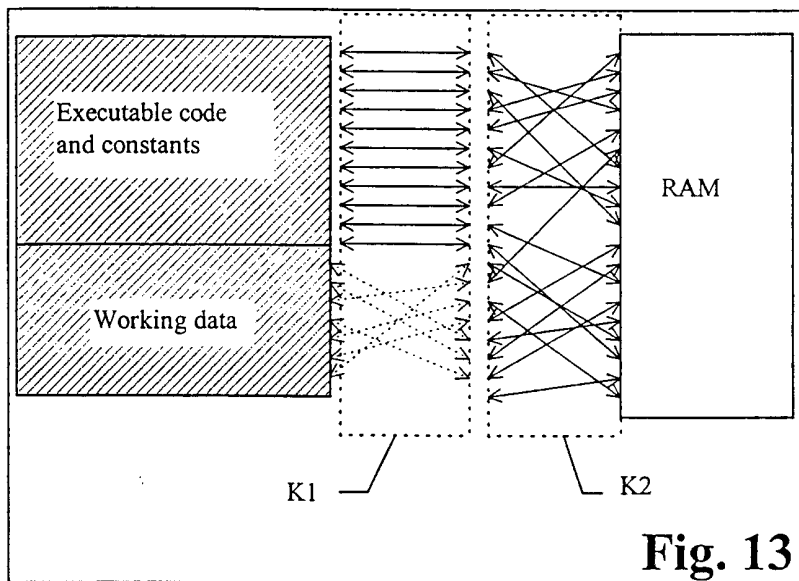 Executable code
and constants
RAM
Working data
K1
K2
Fig. 13